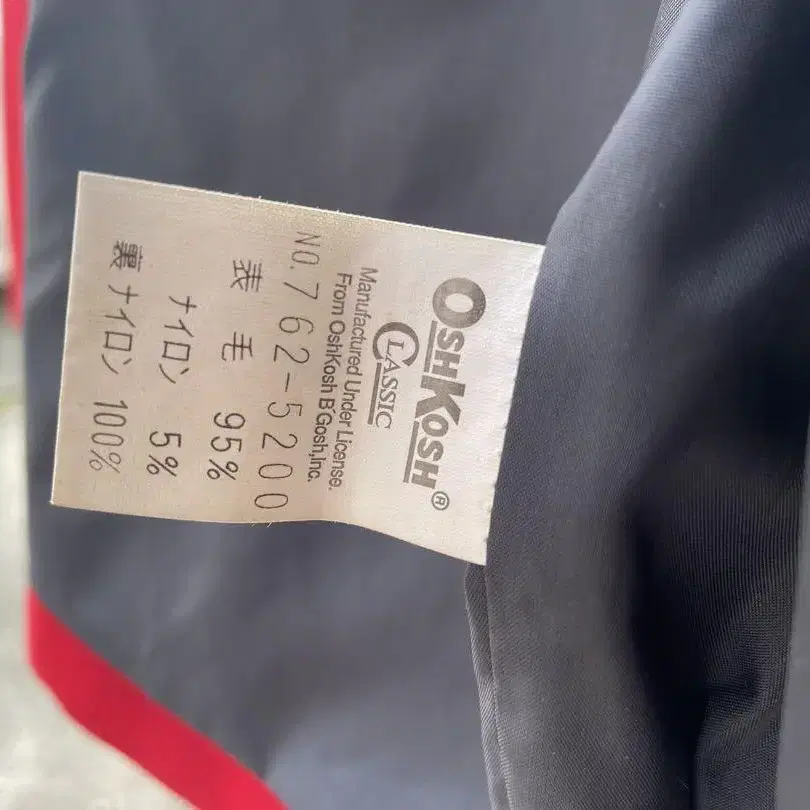 OSHKOSH®
CLASSIC
Manufactured Under License.
From OshKosh B'Gosh,Inc.
NO.762-5200
表 毛 95%
ナイロン 5%
裏 ナイロン 100%